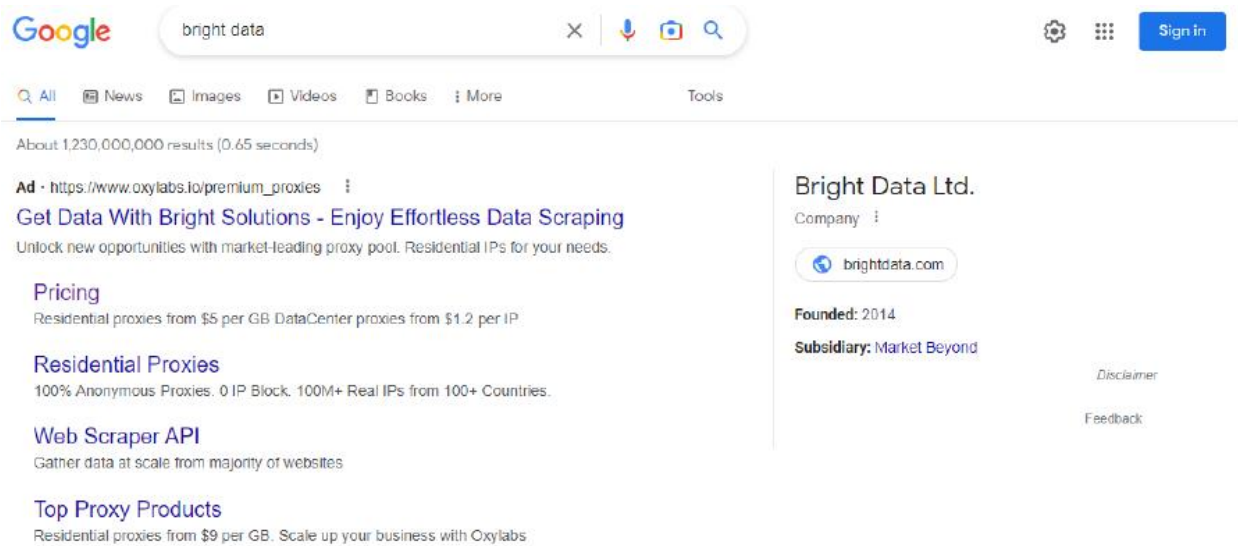 Google
bright data
Sign in
All News Images Videos Books More Tools
About 1,230,000,000 results (0.65 seconds)
Ad · https://www.oxylabs.io/premium_proxies
Get Data With Bright Solutions - Enjoy Effortless Data Scraping
Unlock new opportunities with market-leading proxy pool. Residential IPs for your needs.
Pricing
Residential proxies from $5 per GB DataCenter proxies from $1.2 per IP
Residential Proxies
100% Anonymous Proxies. 0 IP Block. 100M+ Real IPs from 100+ Countries.
Web Scraper API
Gather data at scale from majority of websites
Top Proxy Products
Residential proxies from $9 per GB. Scale up your business with Oxylabs
Bright Data Ltd.
Company
brightdata.com
Founded: 2014
Subsidiary: Market Beyond
Disclaimer
Feedback